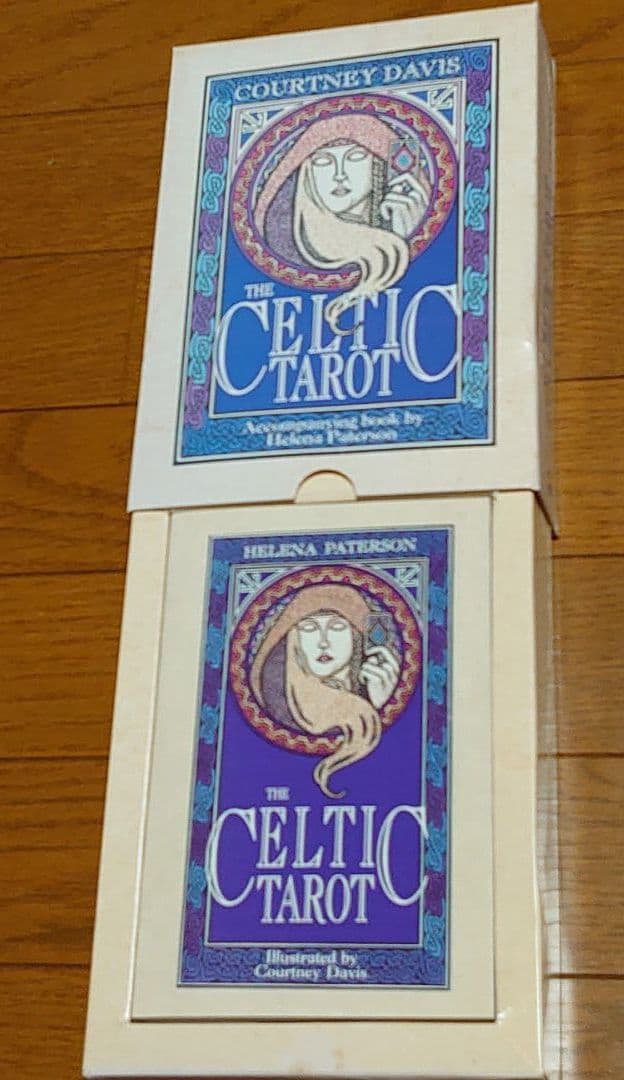 COURTNEY DAVIS
THE
CELTIC
TAROT
Accompanying book by
Helena Paterson
HELENA PATERSON
THE
CELTIC
TAROT
Illustrated by
Courtney Davis